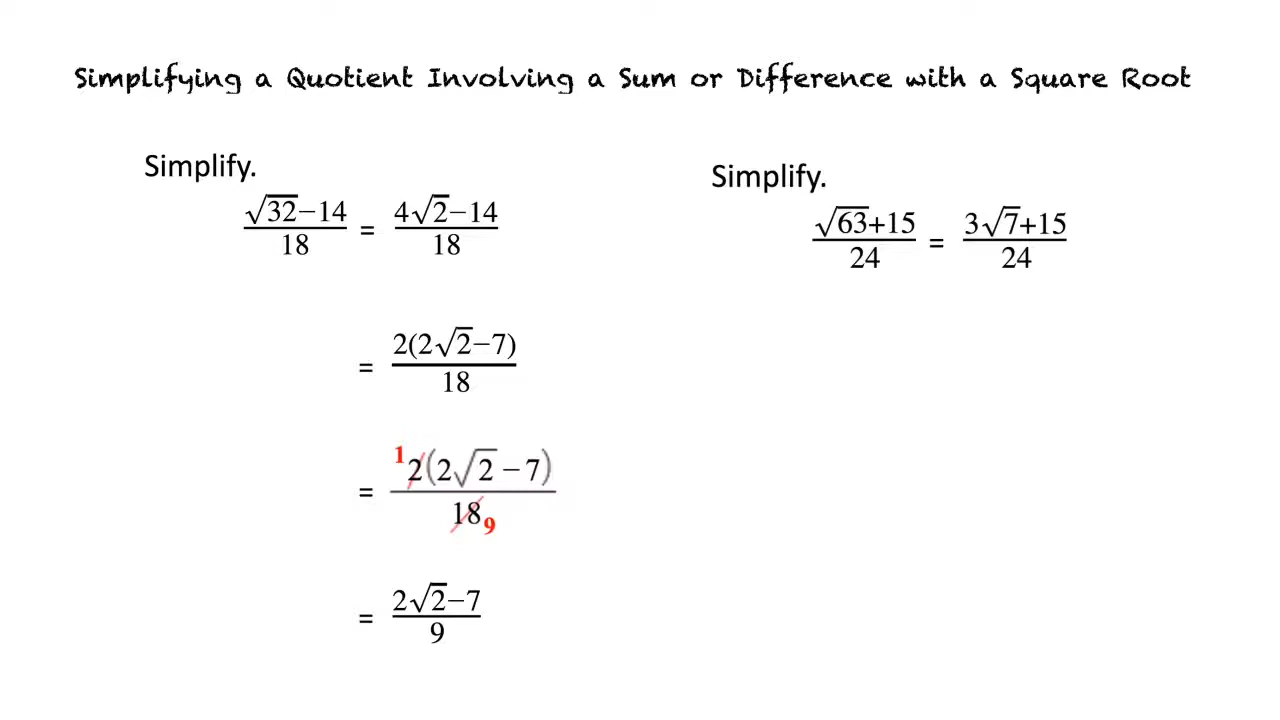 Simplifying a Quotient Involving a Sum or Difference with a Square Root
Simplify.
√32−14/18 = 4√2−14/18
= 2(2√2−7)/18
= 1 2(2√2−7)/18 9
= 2√2−7/9
Simplify.
√63+15/24 = 3√7+15/24